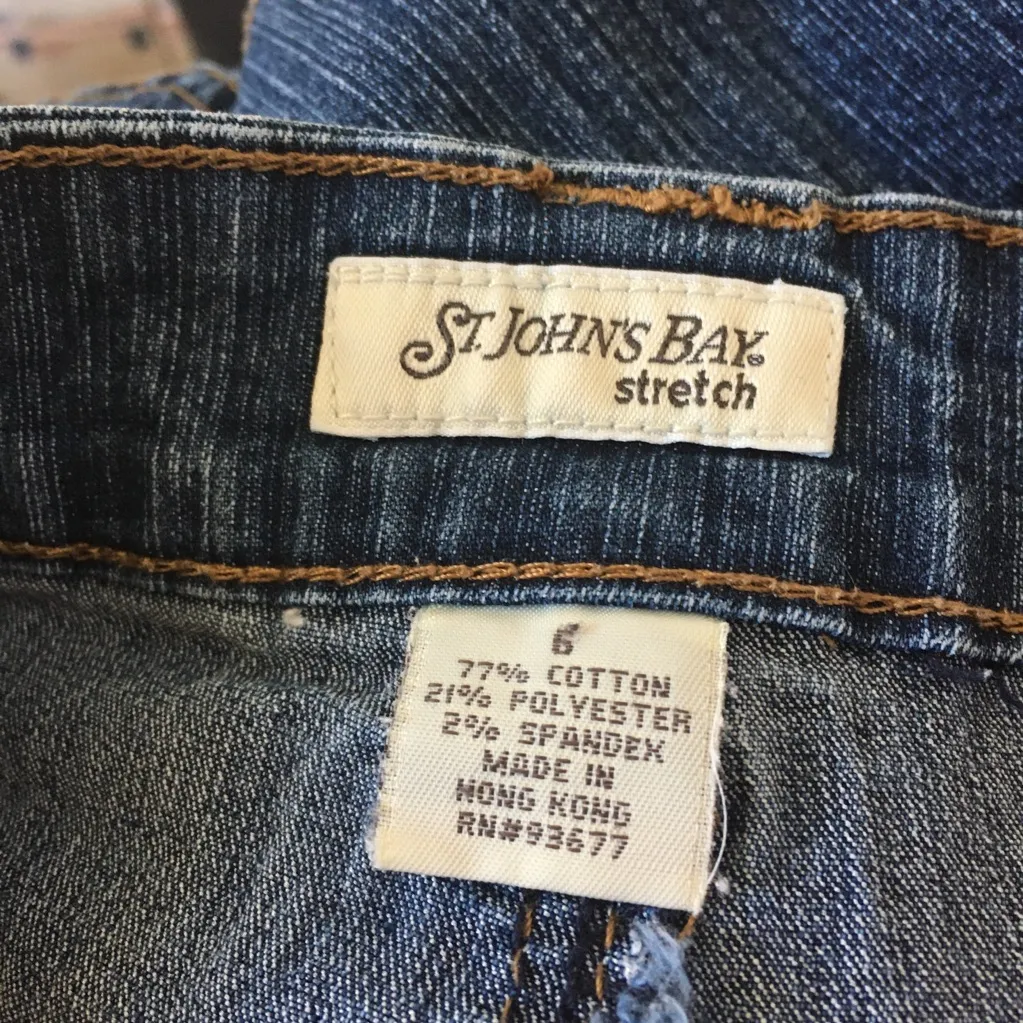 ST. JOHN'S BAY®
stretch
6
77% COTTON
21% POLYESTER
2% SPANDEX
MADE IN
HONG KONG
RN#93677